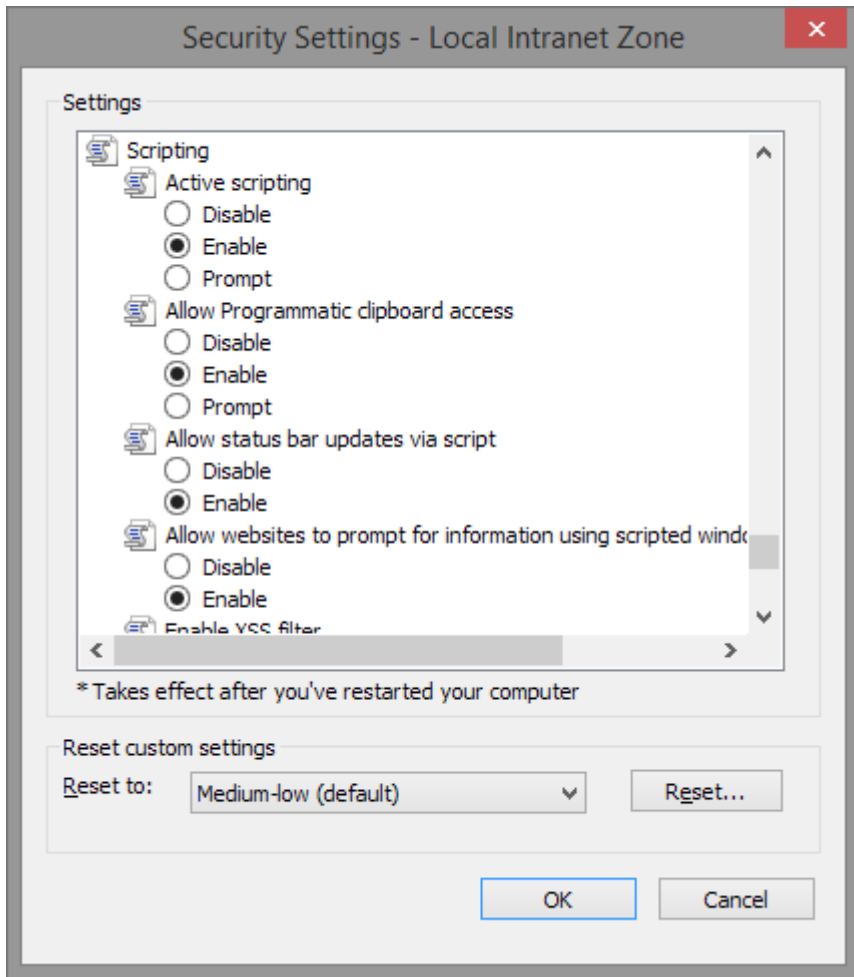 Security Settings - Local Intranet Zone
Settings
Scripting
Active scripting
Disable
Enable
Prompt
Allow Programmatic clipboard access
Disable
Enable
Prompt
Allow status bar updates via script
Disable
Enable
Allow websites to prompt for information using scripted windo
Disable
Enable
Enable XSS filter
* Takes effect after you've restarted your computer
Reset custom settings
Reset to: Medium-low (default) Reset...
OK Cancel